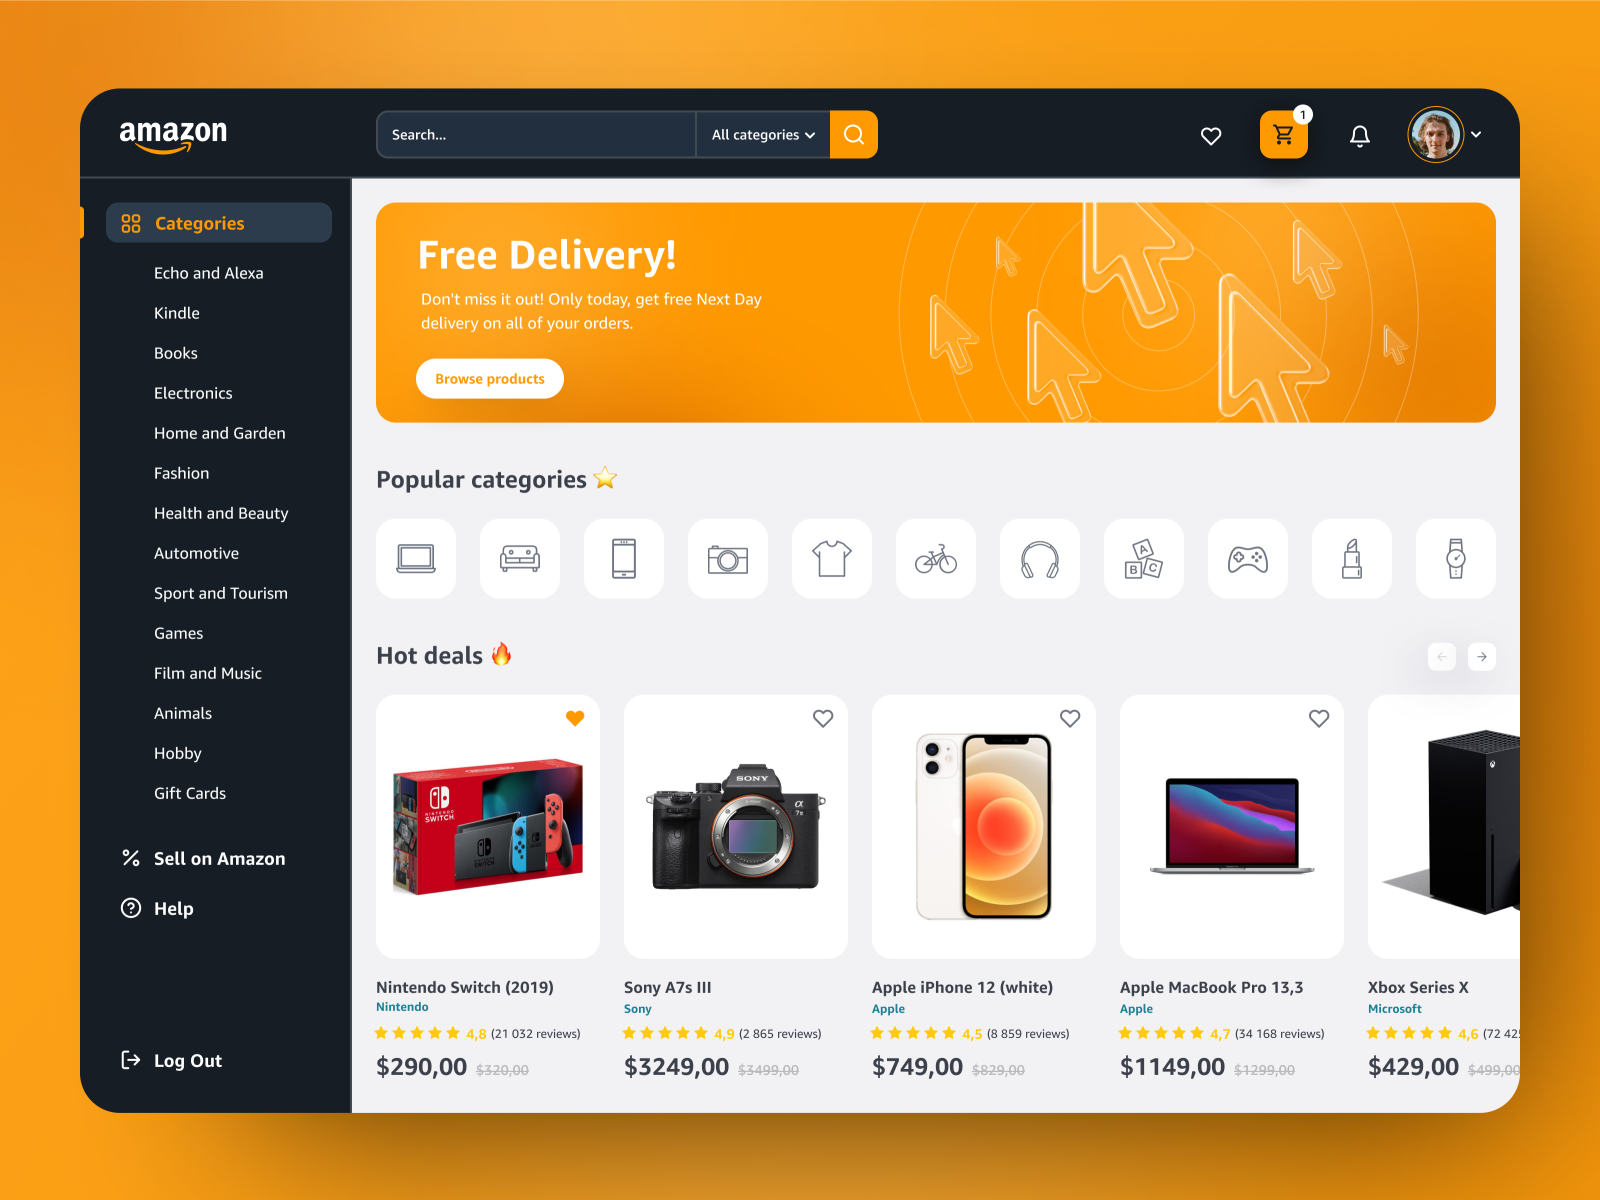 amazon
Search...
All categories
1
Categories
Echo and Alexa
Kindle
Books
Electronics
Home and Garden
Fashion
Health and Beauty
Automotive
Sport and Tourism
Games
Film and Music
Animals
Hobby
Gift Cards
Sell on Amazon
Help
Log Out
Free Delivery!
Don't miss it out! Only today, get free Next Day
delivery on all of your orders.
Browse products
Popular categories
A
B C
Hot deals
NINTENDO
SWITCH
SONY
α
Nintendo Switch (2019)
Nintendo
4,8 (21 032 reviews)
$290,00 $320,00
Sony A7s III
Sony
4,9 (2 865 reviews)
$3249,00 $3499,00
Apple iPhone 12 (white)
Apple
4,5 (8 859 reviews)
$749,00 $829,00
Apple MacBook Pro 13,3
Apple
4,7 (34 168 reviews)
$1149,00 $1299,00
Xbox Series X
Microsoft
4,6 (72 42
$429,00 $499,00